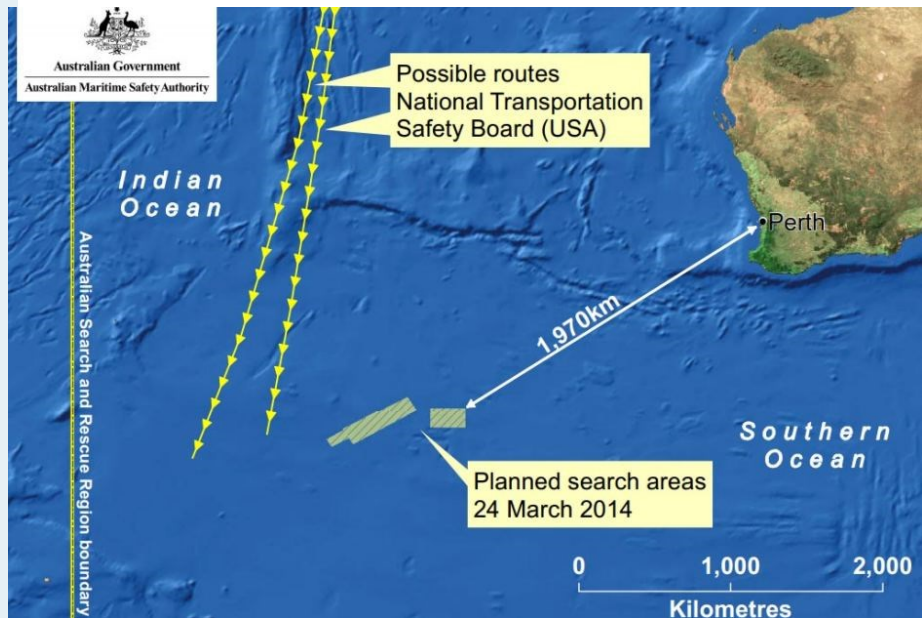 Australian Government
Australian Maritime Safety Authority
Possible routes
National Transportation
Safety Board (USA)
Indian
Ocean
Perth
Australian Search and Rescue Region boundary
1,970km
Southern
Ocean
Planned search areas
24 March 2014
0 1,000 2,000
Kilometres